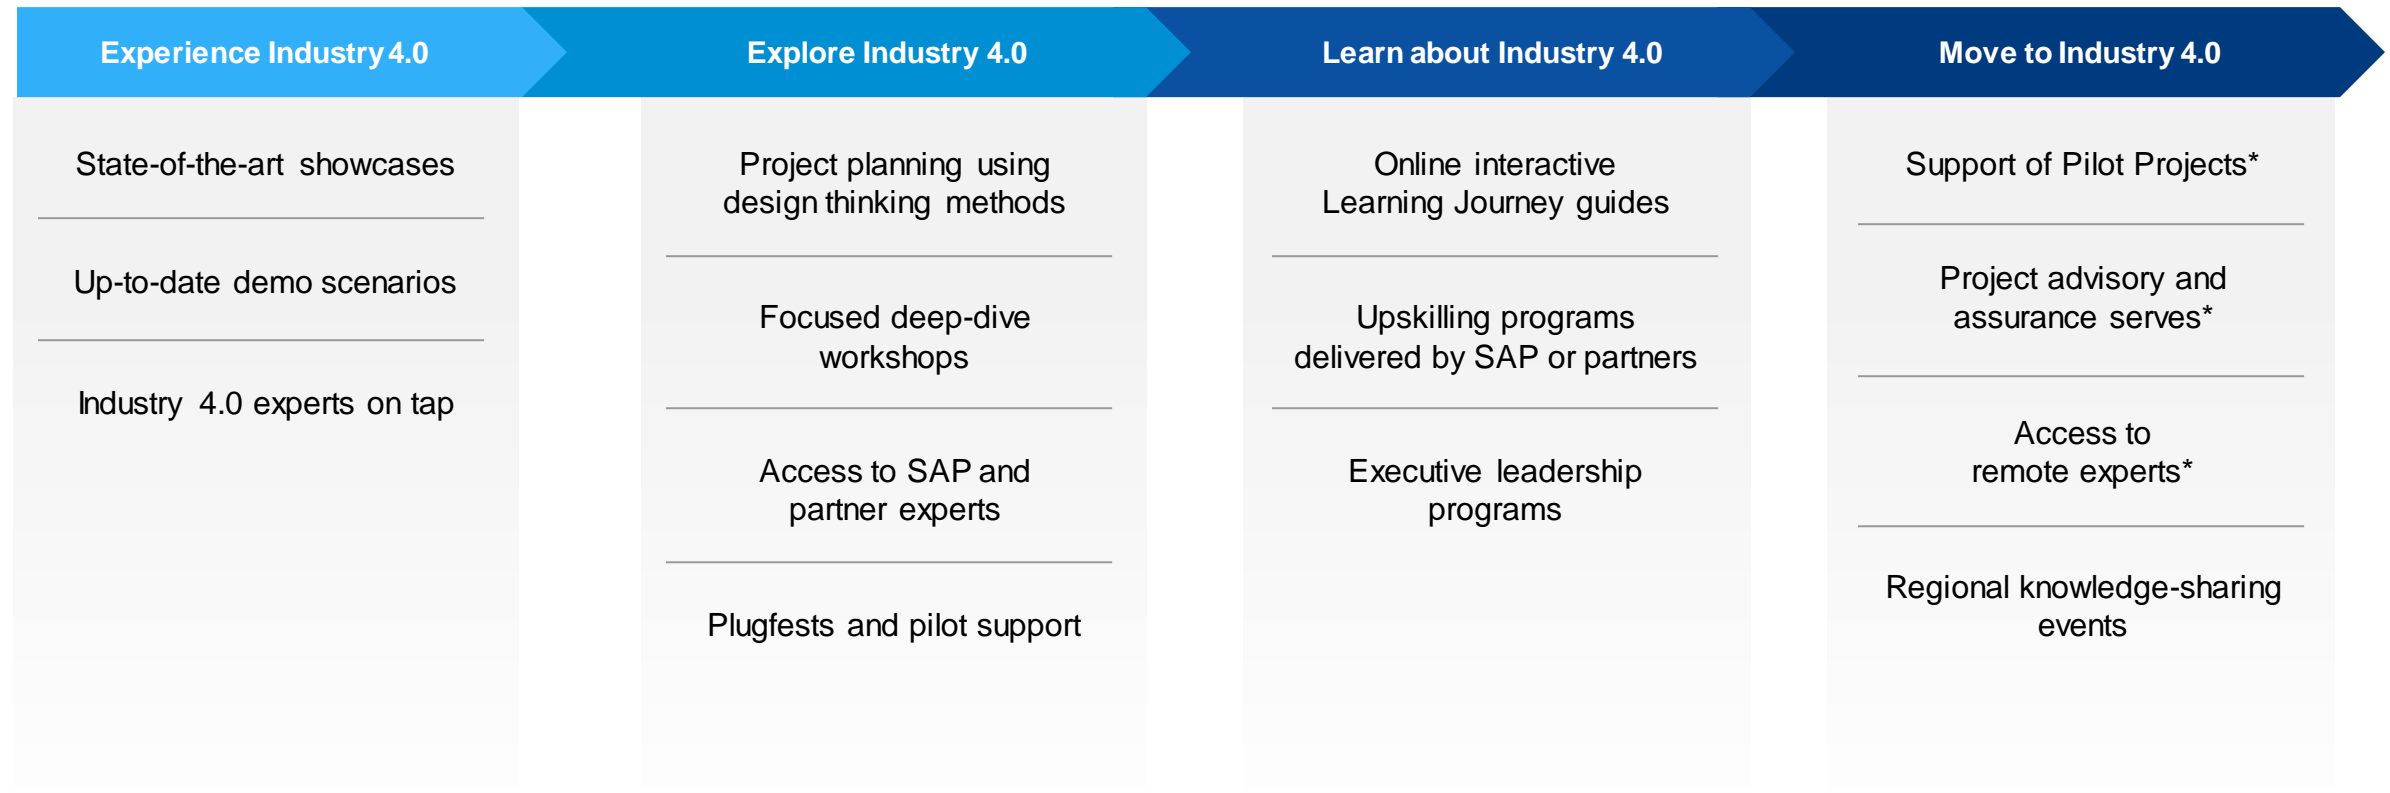 Experience Industry 4.0
State-of-the-art showcases
Up-to-date demo scenarios
Industry 4.0 experts on tap
Explore Industry 4.0
Project planning using
design thinking methods
Focused deep-dive
workshops
Access to SAP and
partner experts
Plugfests and pilot support
Learn about Industry 4.0
Online interactive
Learning Journey guides
Upskilling programs
delivered by SAP or partners
Executive leadership
programs
Move to Industry 4.0
Support of Pilot Projects*
Project advisory and
assurance serves*
Access to
remote experts*
Regional knowledge-sharing
events